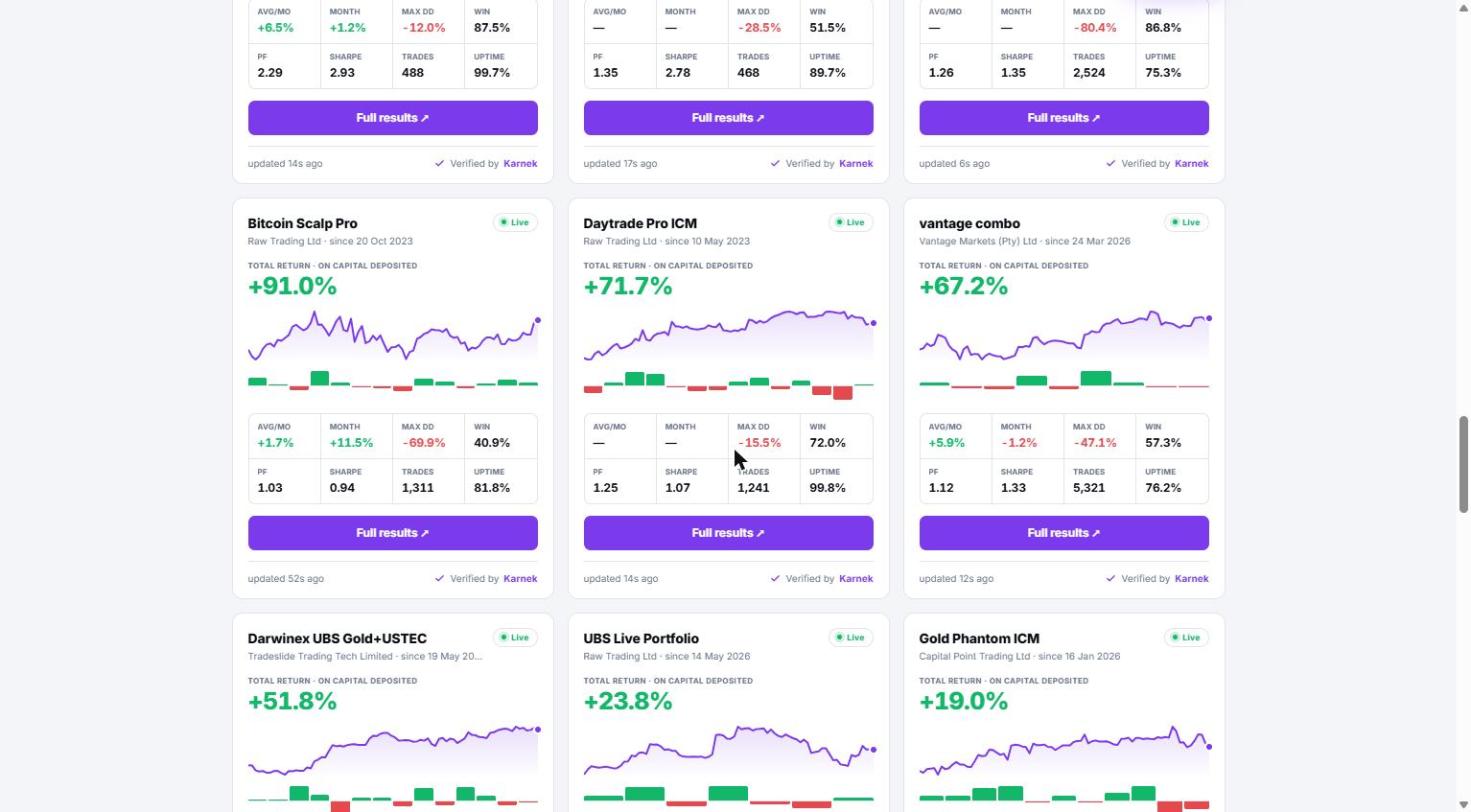 AVG/MO MONTH MAX DD WIN
+6.5% +1.2% -12.0% 87.5%
PF SHARPE TRADES UPTIME
2.29 2.93 488 99.7%
Full results ↗
updated 14s ago ✓ Verified by Karnek
AVG/MO MONTH MAX DD WIN
— — -28.5% 51.5%
PF SHARPE TRADES UPTIME
1.35 2.78 468 89.7%
Full results ↗
updated 17s ago ✓ Verified by Karnek
AVG/MO MONTH MAX DD WIN
— — -80.4% 86.8%
PF SHARPE TRADES UPTIME
1.26 1.35 2,524 75.3%
Full results ↗
updated 6s ago ✓ Verified by Karnek
Bitcoin Scalp Pro Live
Raw Trading Ltd · since 20 Oct 2023
TOTAL RETURN · ON CAPITAL DEPOSITED
+91.0%
AVG/MO MONTH MAX DD WIN
+1.7% +11.5% -69.9% 40.9%
PF SHARPE TRADES UPTIME
1.03 0.94 1,311 81.8%
Full results ↗
updated 52s ago ✓ Verified by Karnek
Daytrade Pro ICM Live
Raw Trading Ltd · since 10 May 2023
TOTAL RETURN · ON CAPITAL DEPOSITED
+71.7%
AVG/MO MONTH MAX DD WIN
— — -15.5% 72.0%
PF SHARPE TRADES UPTIME
1.25 1.07 1,241 99.8%
Full results ↗
updated 14s ago ✓ Verified by Karnek
vantage combo Live
Vantage Markets (Pty) Ltd · since 24 Mar 2026
TOTAL RETURN · ON CAPITAL DEPOSITED
+67.2%
AVG/MO MONTH MAX DD WIN
+5.9% -1.2% -47.1% 57.3%
PF SHARPE TRADES UPTIME
1.12 1.33 5,321 76.2%
Full results ↗
updated 12s ago ✓ Verified by Karnek
Darwinex UBS Gold+USTEC Live
Tradeslide Trading Tech Limited · since 19 May 20...
TOTAL RETURN · ON CAPITAL DEPOSITED
+51.8%
UBS Live Portfolio Live
Raw Trading Ltd · since 14 May 2026
TOTAL RETURN · ON CAPITAL DEPOSITED
+23.8%
Gold Phantom ICM Live
Capital Point Trading Ltd · since 16 Jan 2026
TOTAL RETURN · ON CAPITAL DEPOSITED
+19.0%